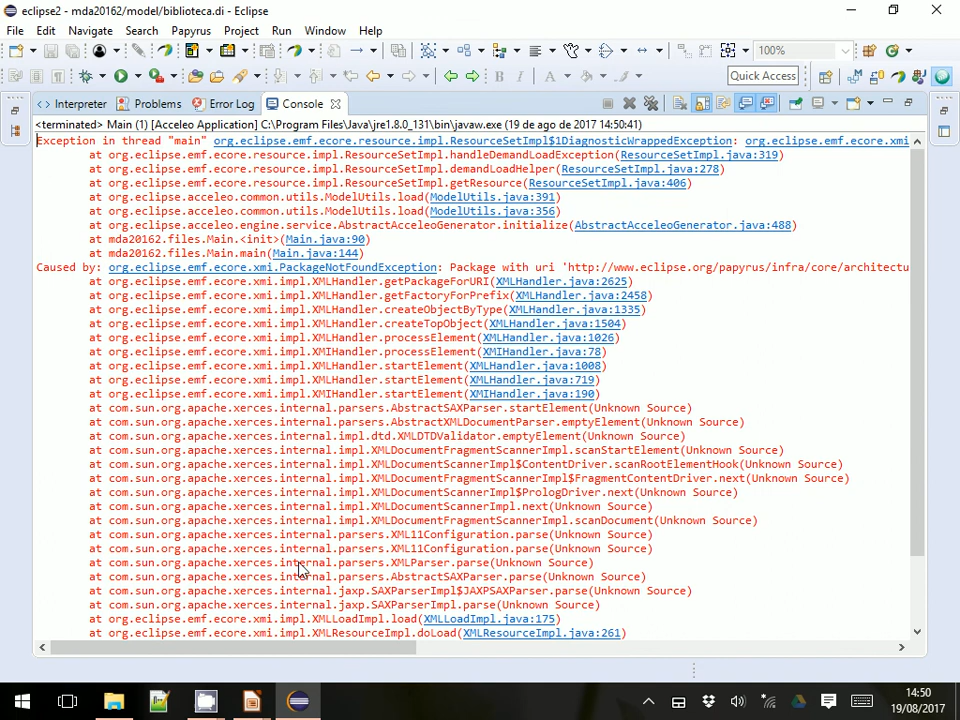 eclipse2 - mda20162/model/biblioteca.di - Eclipse
File Edit Navigate Search Papyrus Project Run Window Help
100%
Quick Access
Interpreter Problems Error Log Console
<terminated> Main (1) [Acceleo Application] C:\Program Files\Java\jre1.8.0_131\bin\javaw.exe (19 de ago de 2017 14:50:41)
Exception in thread "main" org.eclipse.emf.ecore.resource.impl.ResourceSetImpl$1DiagnosticWrappedException: org.eclipse.emf.ecore.xmi
at org.eclipse.emf.ecore.resource.impl.ResourceSetImpl.handleDemandLoadException(ResourceSetImpl.java:319)
at org.eclipse.emf.ecore.resource.impl.ResourceSetImpl.demandLoadHelper(ResourceSetImpl.java:278)
at org.eclipse.emf.ecore.resource.impl.ResourceSetImpl.getResource(ResourceSetImpl.java:406)
at org.eclipse.acceleo.common.utils.ModelUtils.load(ModelUtils.java:391)
at org.eclipse.acceleo.common.utils.ModelUtils.load(ModelUtils.java:356)
at org.eclipse.acceleo.engine.service.AbstractAcceleoGenerator.initialize(AbstractAcceleoGenerator.java:488)
at mda20162.files.Main.<init>(Main.java:90)
at mda20162.files.Main.main(Main.java:144)
Caused by: org.eclipse.emf.ecore.xmi.PackageNotFoundException: Package with uri 'http://www.eclipse.org/papyrus/infra/core/architectu
at org.eclipse.emf.ecore.xmi.impl.XMLHandler.getPackageForURI(XMLHandler.java:2625)
at org.eclipse.emf.ecore.xmi.impl.XMLHandler.getFactoryForPrefix(XMLHandler.java:2458)
at org.eclipse.emf.ecore.xmi.impl.XMLHandler.createObjectByType(XMLHandler.java:1335)
at org.eclipse.emf.ecore.xmi.impl.XMLHandler.createTopObject(XMLHandler.java:1504)
at org.eclipse.emf.ecore.xmi.impl.XMLHandler.processElement(XMLHandler.java:1026)
at org.eclipse.emf.ecore.xmi.impl.XMIHandler.processElement(XMIHandler.java:78)
at org.eclipse.emf.ecore.xmi.impl.XMLHandler.startElement(XMLHandler.java:1008)
at org.eclipse.emf.ecore.xmi.impl.XMLHandler.startElement(XMLHandler.java:719)
at org.eclipse.emf.ecore.xmi.impl.XMIHandler.startElement(XMIHandler.java:190)
at com.sun.org.apache.xerces.internal.parsers.AbstractSAXParser.startElement(Unknown Source)
at com.sun.org.apache.xerces.internal.parsers.AbstractXMLDocumentParser.emptyElement(Unknown Source)
at com.sun.org.apache.xerces.internal.impl.dtd.XMLDTDValidator.emptyElement(Unknown Source)
at com.sun.org.apache.xerces.internal.impl.XMLDocumentFragmentScannerImpl.scanStartElement(Unknown Source)
at com.sun.org.apache.xerces.internal.impl.XMLDocumentScannerImpl$ContentDriver.scanRootElementHook(Unknown Source)
at com.sun.org.apache.xerces.internal.impl.XMLDocumentFragmentScannerImpl$FragmentContentDriver.next(Unknown Source)
at com.sun.org.apache.xerces.internal.impl.XMLDocumentScannerImpl$PrologDriver.next(Unknown Source)
at com.sun.org.apache.xerces.internal.impl.XMLDocumentScannerImpl.next(Unknown Source)
at com.sun.org.apache.xerces.internal.impl.XMLDocumentFragmentScannerImpl.scanDocument(Unknown Source)
at com.sun.org.apache.xerces.internal.parsers.XML11Configuration.parse(Unknown Source)
at com.sun.org.apache.xerces.internal.parsers.XML11Configuration.parse(Unknown Source)
at com.sun.org.apache.xerces.internal.parsers.XMLParser.parse(Unknown Source)
at com.sun.org.apache.xerces.internal.parsers.AbstractSAXParser.parse(Unknown Source)
at com.sun.org.apache.xerces.internal.jaxp.SAXParserImpl$JAXPSAXParser.parse(Unknown Source)
at com.sun.org.apache.xerces.internal.jaxp.SAXParserImpl.parse(Unknown Source)
at org.eclipse.emf.ecore.xmi.impl.XMLLoadImpl.load(XMLLoadImpl.java:175)
at org.eclipse.emf.ecore.xmi.impl.XMLResourceImpl.doLoad(XMLResourceImpl.java:261)
14:50
19/08/2017